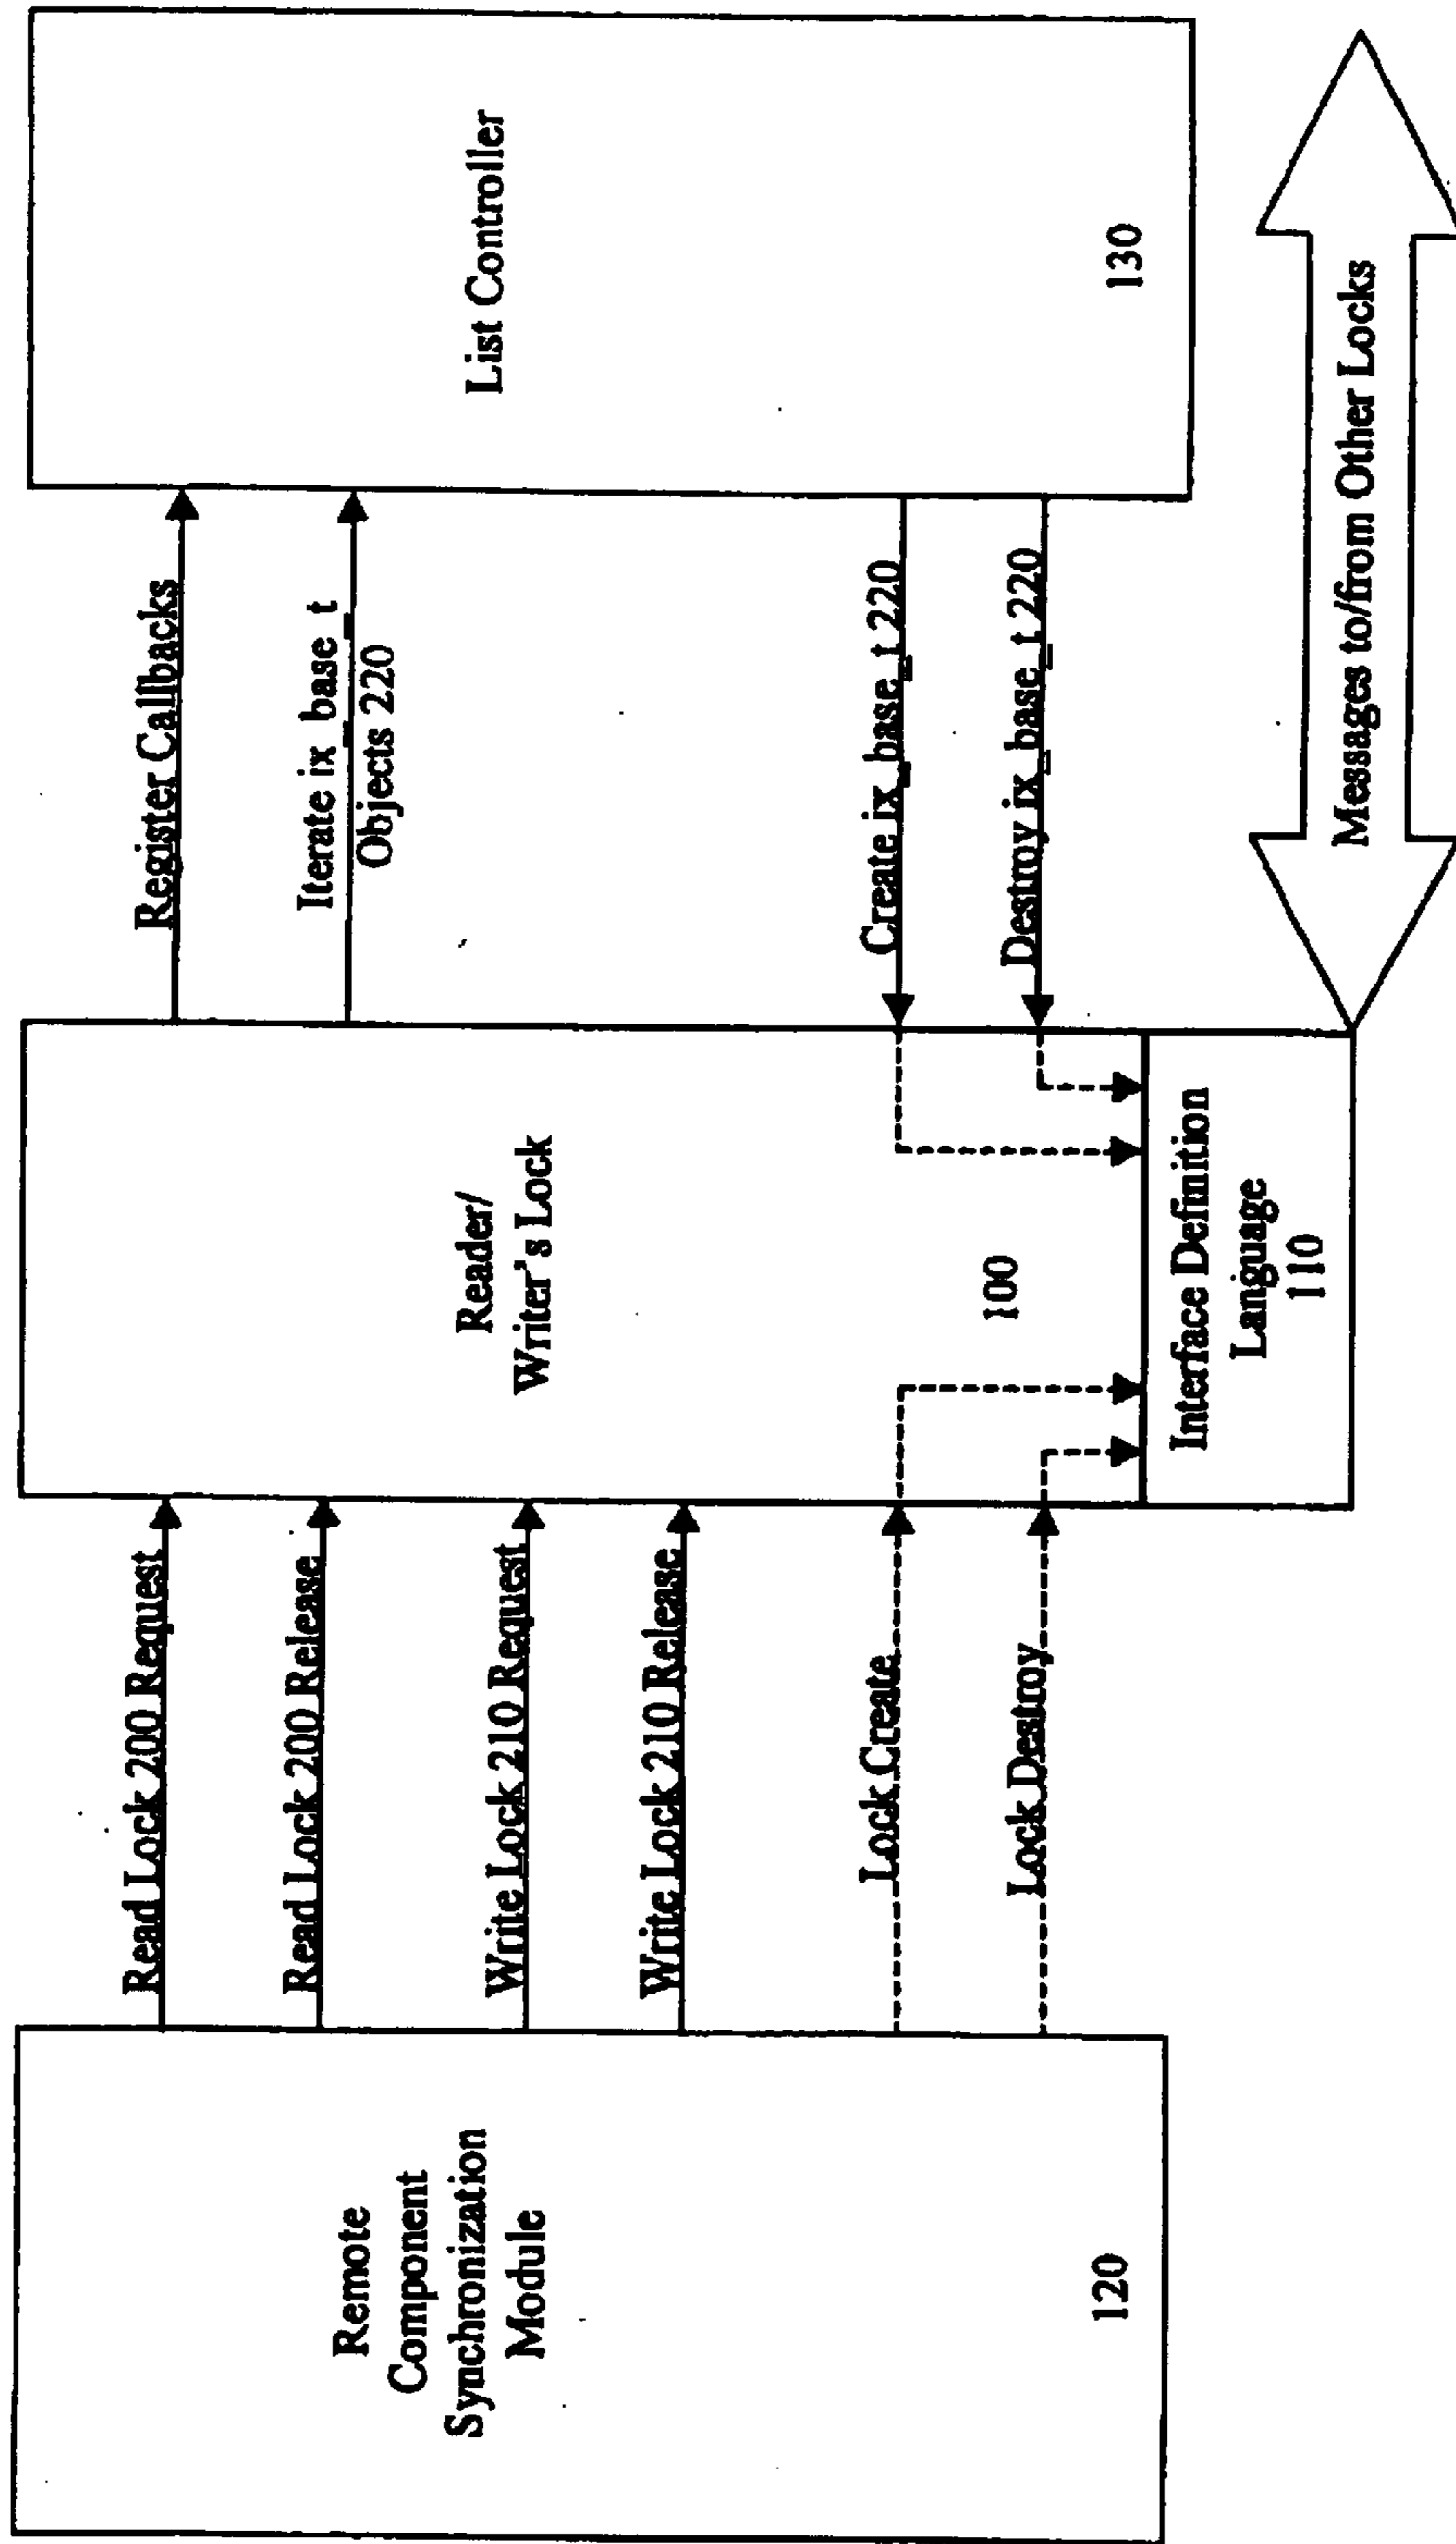 Remote
Component
Synchronization
Module
120
Read Lock 200 Request
Read Lock 200 Release
Write Lock 210 Request
Write Lock 210 Release
Lock Create
Lock Destroy
Reader/
Writer's Lock
100
Interface Definition
Language
110
Register Callbacks
Iterate ix_base_t
Objects 220
Create ix_base_t 220
Destroy ix_base_t 220
List Controller
130
Messages to/from Other Locks